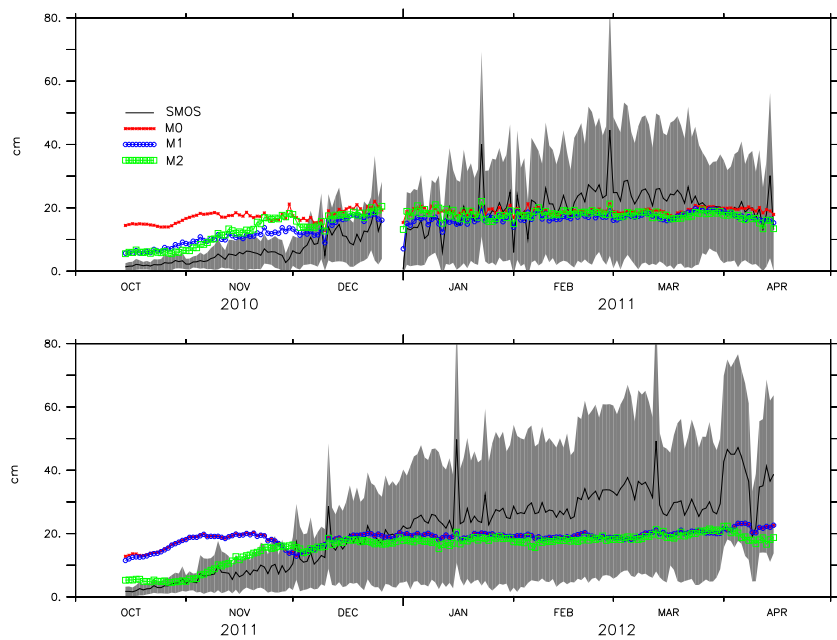 80.
60.
40.
20.
0.
cm
SMOS
M0
M1
M2
OCT NOV DEC JAN FEB MAR APR
2010 2011
80.
60.
40.
20.
0.
cm
OCT NOV DEC JAN FEB MAR APR
2011 2012